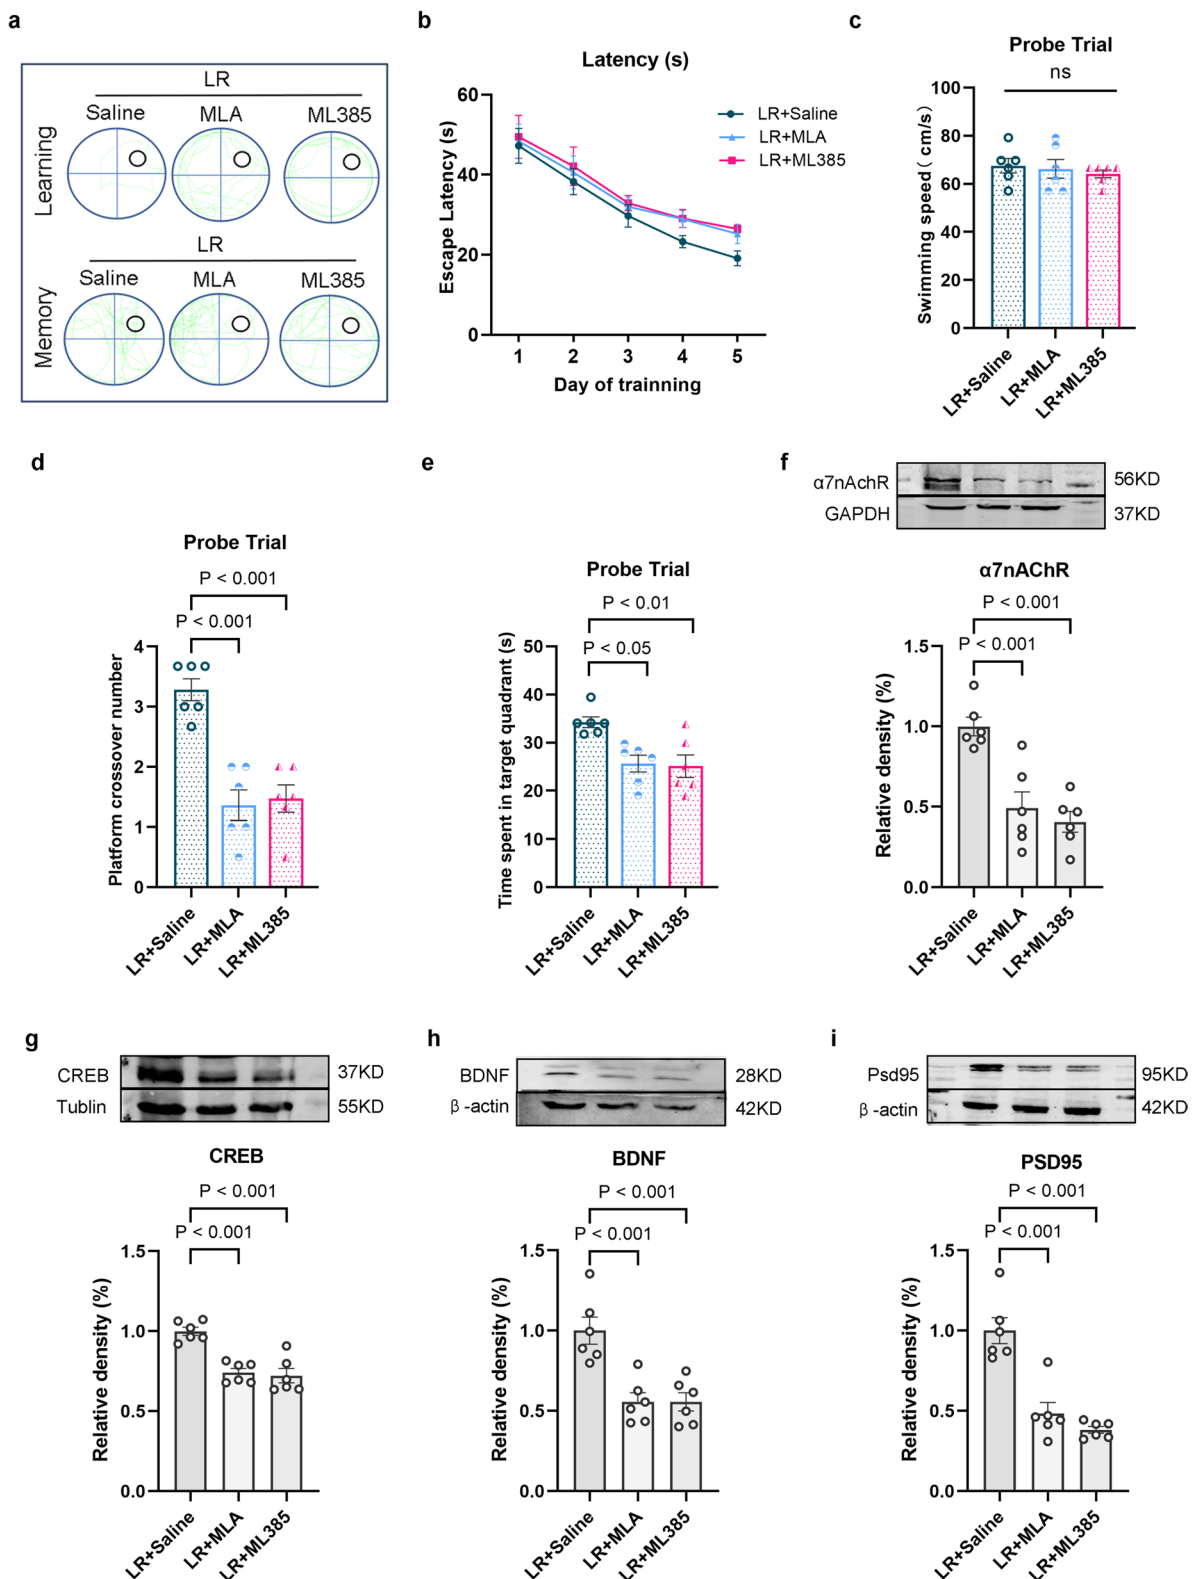 a
LR
Saline MLA ML385
Learning
LR
Saline MLA ML385
Memory
b
Latency (s)
Escape Latency (s)
60
40
20
0
1 2 3 4 5
Day of trainning
LR+Saline
LR+MLA
LR+ML385
c
Probe Trial
ns
Swimming speed( cm/s)
100
80
60
40
20
0
LR+Saline
LR+MLA
LR+ML385
d
Probe Trial
P < 0.001
P < 0.001
Platform crossover number
4
3
2
1
0
LR+Saline
LR+MLA
LR+ML385
e
Probe Trial
P < 0.01
P < 0.05
Time spent in target quadrant (s)
50
40
30
20
10
0
LR+Saline
LR+MLA
LR+ML385
f
α7nAchR 56KD
GAPDH 37KD
α7nAChR
P < 0.001
P < 0.001
Relative density (%)
1.5
1.0
0.5
0.0
LR+Saline
LR+MLA
LR+ML385
g
CREB 37KD
Tublin 55KD
CREB
P < 0.001
P < 0.001
Relative density (%)
1.5
1.0
0.5
0.0
LR+Saline
LR+MLA
LR+ML385
h
BDNF 28KD
β-actin 42KD
BDNF
P < 0.001
P < 0.001
Relative density (%)
1.5
1.0
0.5
0.0
LR+Saline
LR+MLA
LR+ML385
i
Psd95 95KD
β-actin 42KD
PSD95
P < 0.001
P < 0.001
Relative density (%)
1.5
1.0
0.5
0.0
LR+Saline
LR+MLA
LR+ML385